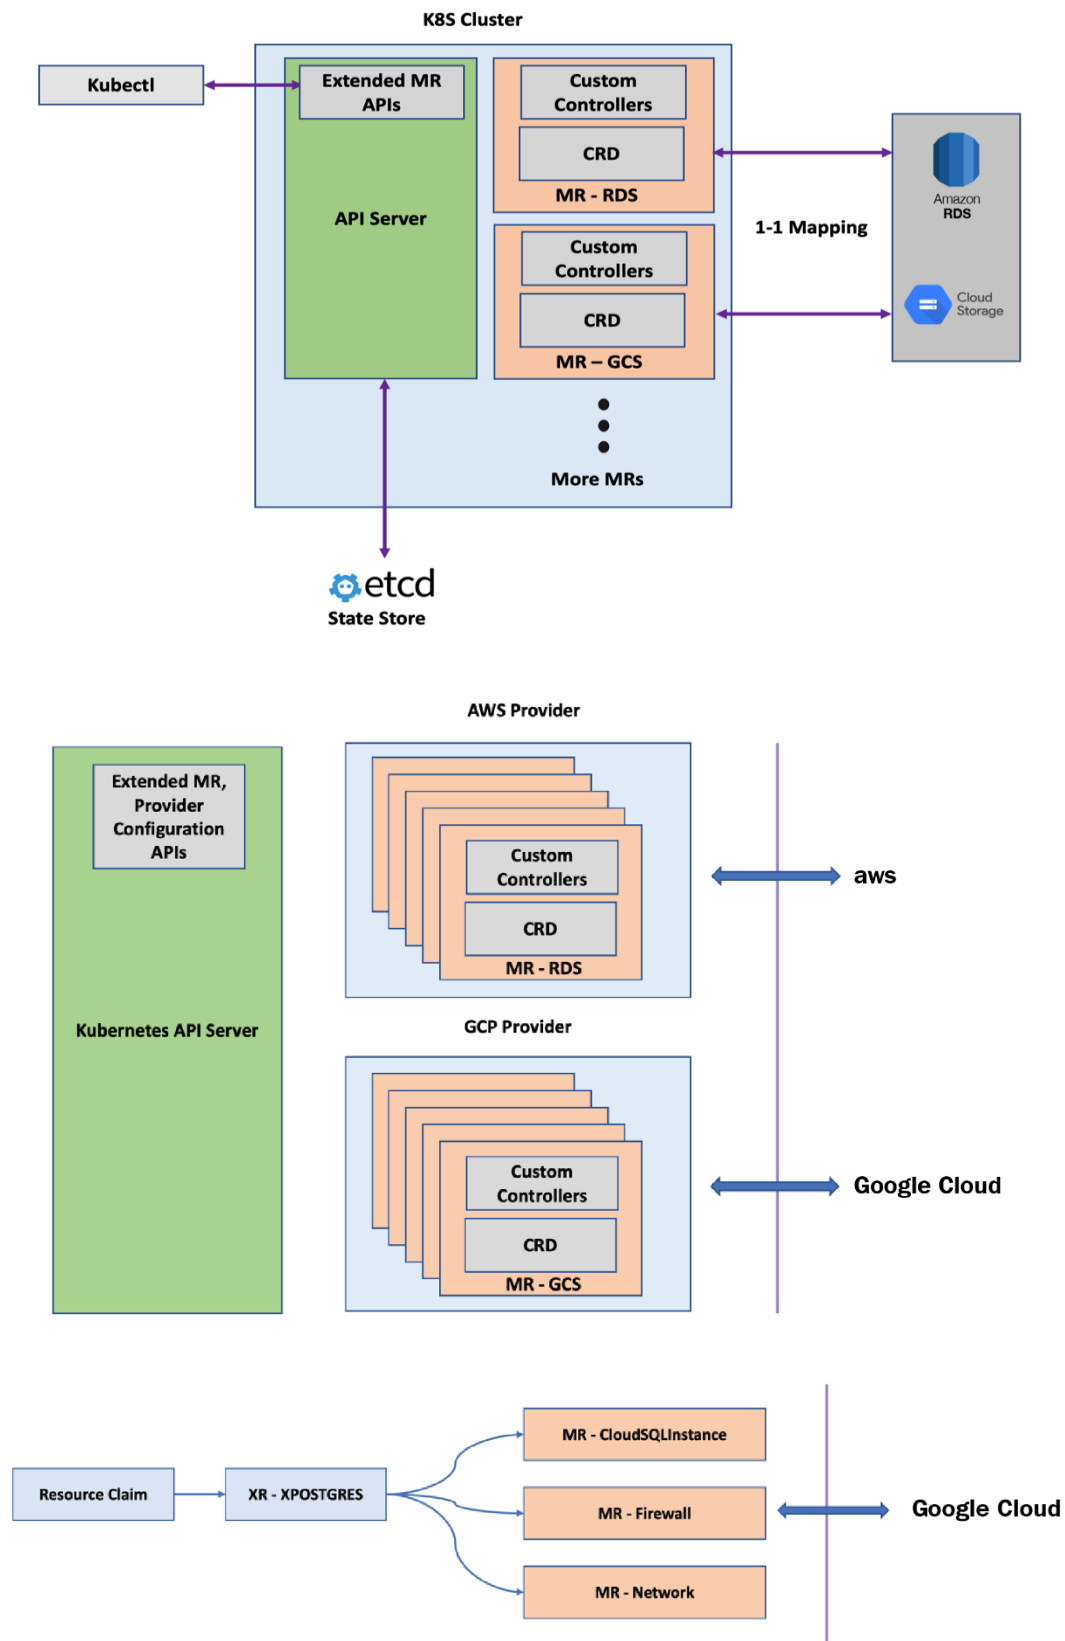 K8S Cluster
Kubectl
Extended MR
APIs
API Server
Custom
Controllers
CRD
MR - RDS
Custom
Controllers
CRD
MR – GCS
More MRs
1-1 Mapping
Amazon
RDS
Cloud
Storage
etcd
State Store
AWS Provider
Extended MR,
Provider
Configuration
APIs
Kubernetes API Server
Custom
Controllers
CRD
MR - RDS
aws
GCP Provider
Custom
Controllers
CRD
MR - GCS
Google Cloud
Resource Claim
XR - XPOSTGRES
MR - CloudSQLInstance
MR - Firewall
MR - Network
Google Cloud